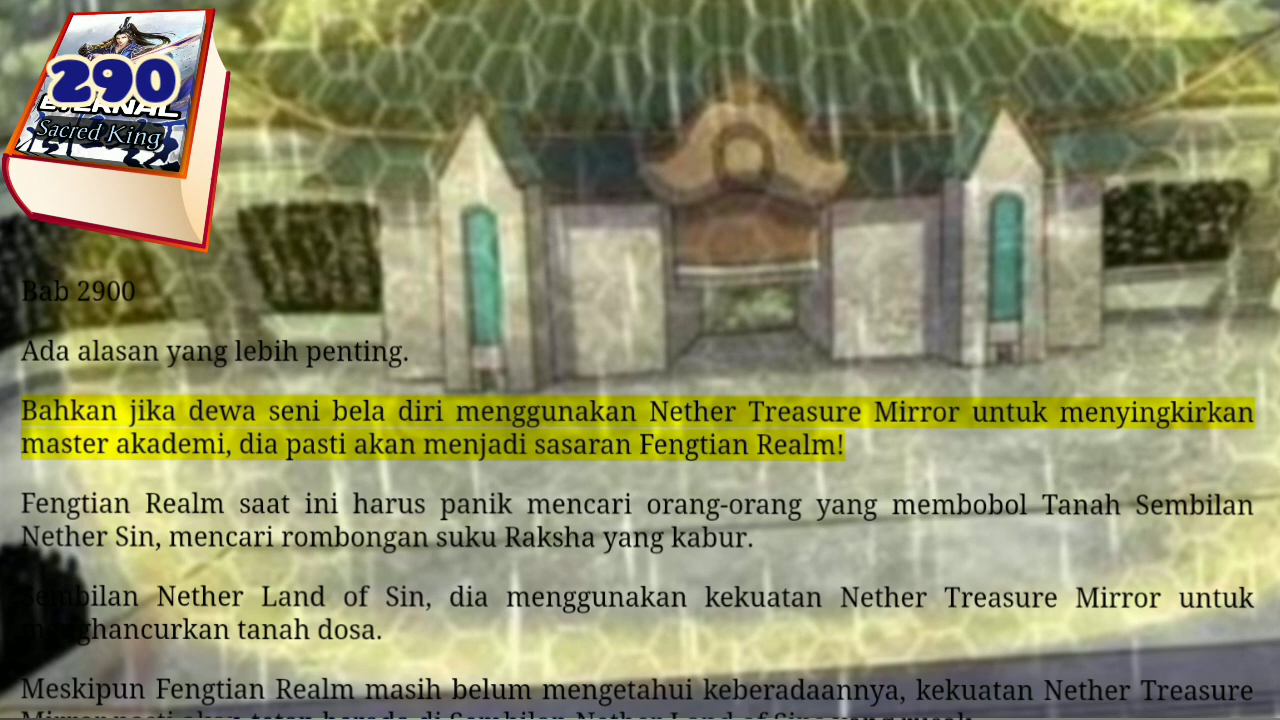 290
ETERNAL
Sacred King
Bab 2900
Ada alasan yang lebih penting.
Bahkan jika dewa seni bela diri menggunakan Nether Treasure Mirror untuk menyingkirkan
master akademi, dia pasti akan menjadi sasaran Fengtian Realm!
Fengtian Realm saat ini harus panik mencari orang-orang yang membobol Tanah Sembilan
Nether Sin, mencari rombongan suku Raksha yang kabur.
Sembilan Nether Land of Sin, dia menggunakan kekuatan Nether Treasure Mirror untuk
menghancurkan tanah dosa.
Meskipun Fengtian Realm masih belum mengetahui keberadaannya, kekuatan Nether Treasure